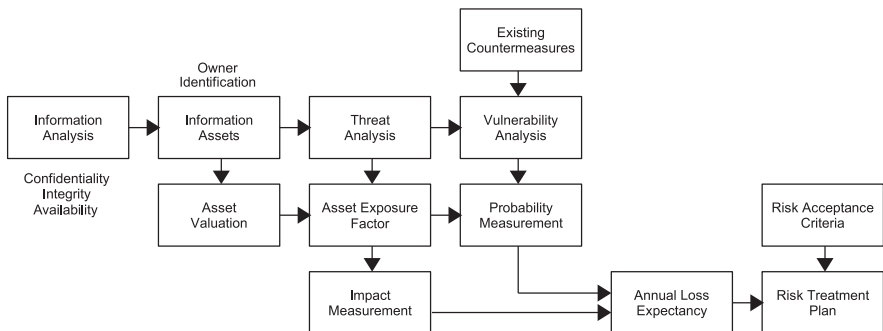 Existing
Countermeasures
Owner
Identification
Information
Analysis
Information
Assets
Threat
Analysis
Vulnerability
Analysis
Confidentiality
Integrity
Availability
Asset
Valuation
Asset Exposure
Factor
Probability
Measurement
Risk Acceptance
Criteria
Impact
Measurement
Annual Loss
Expectancy
Risk Treatment
Plan